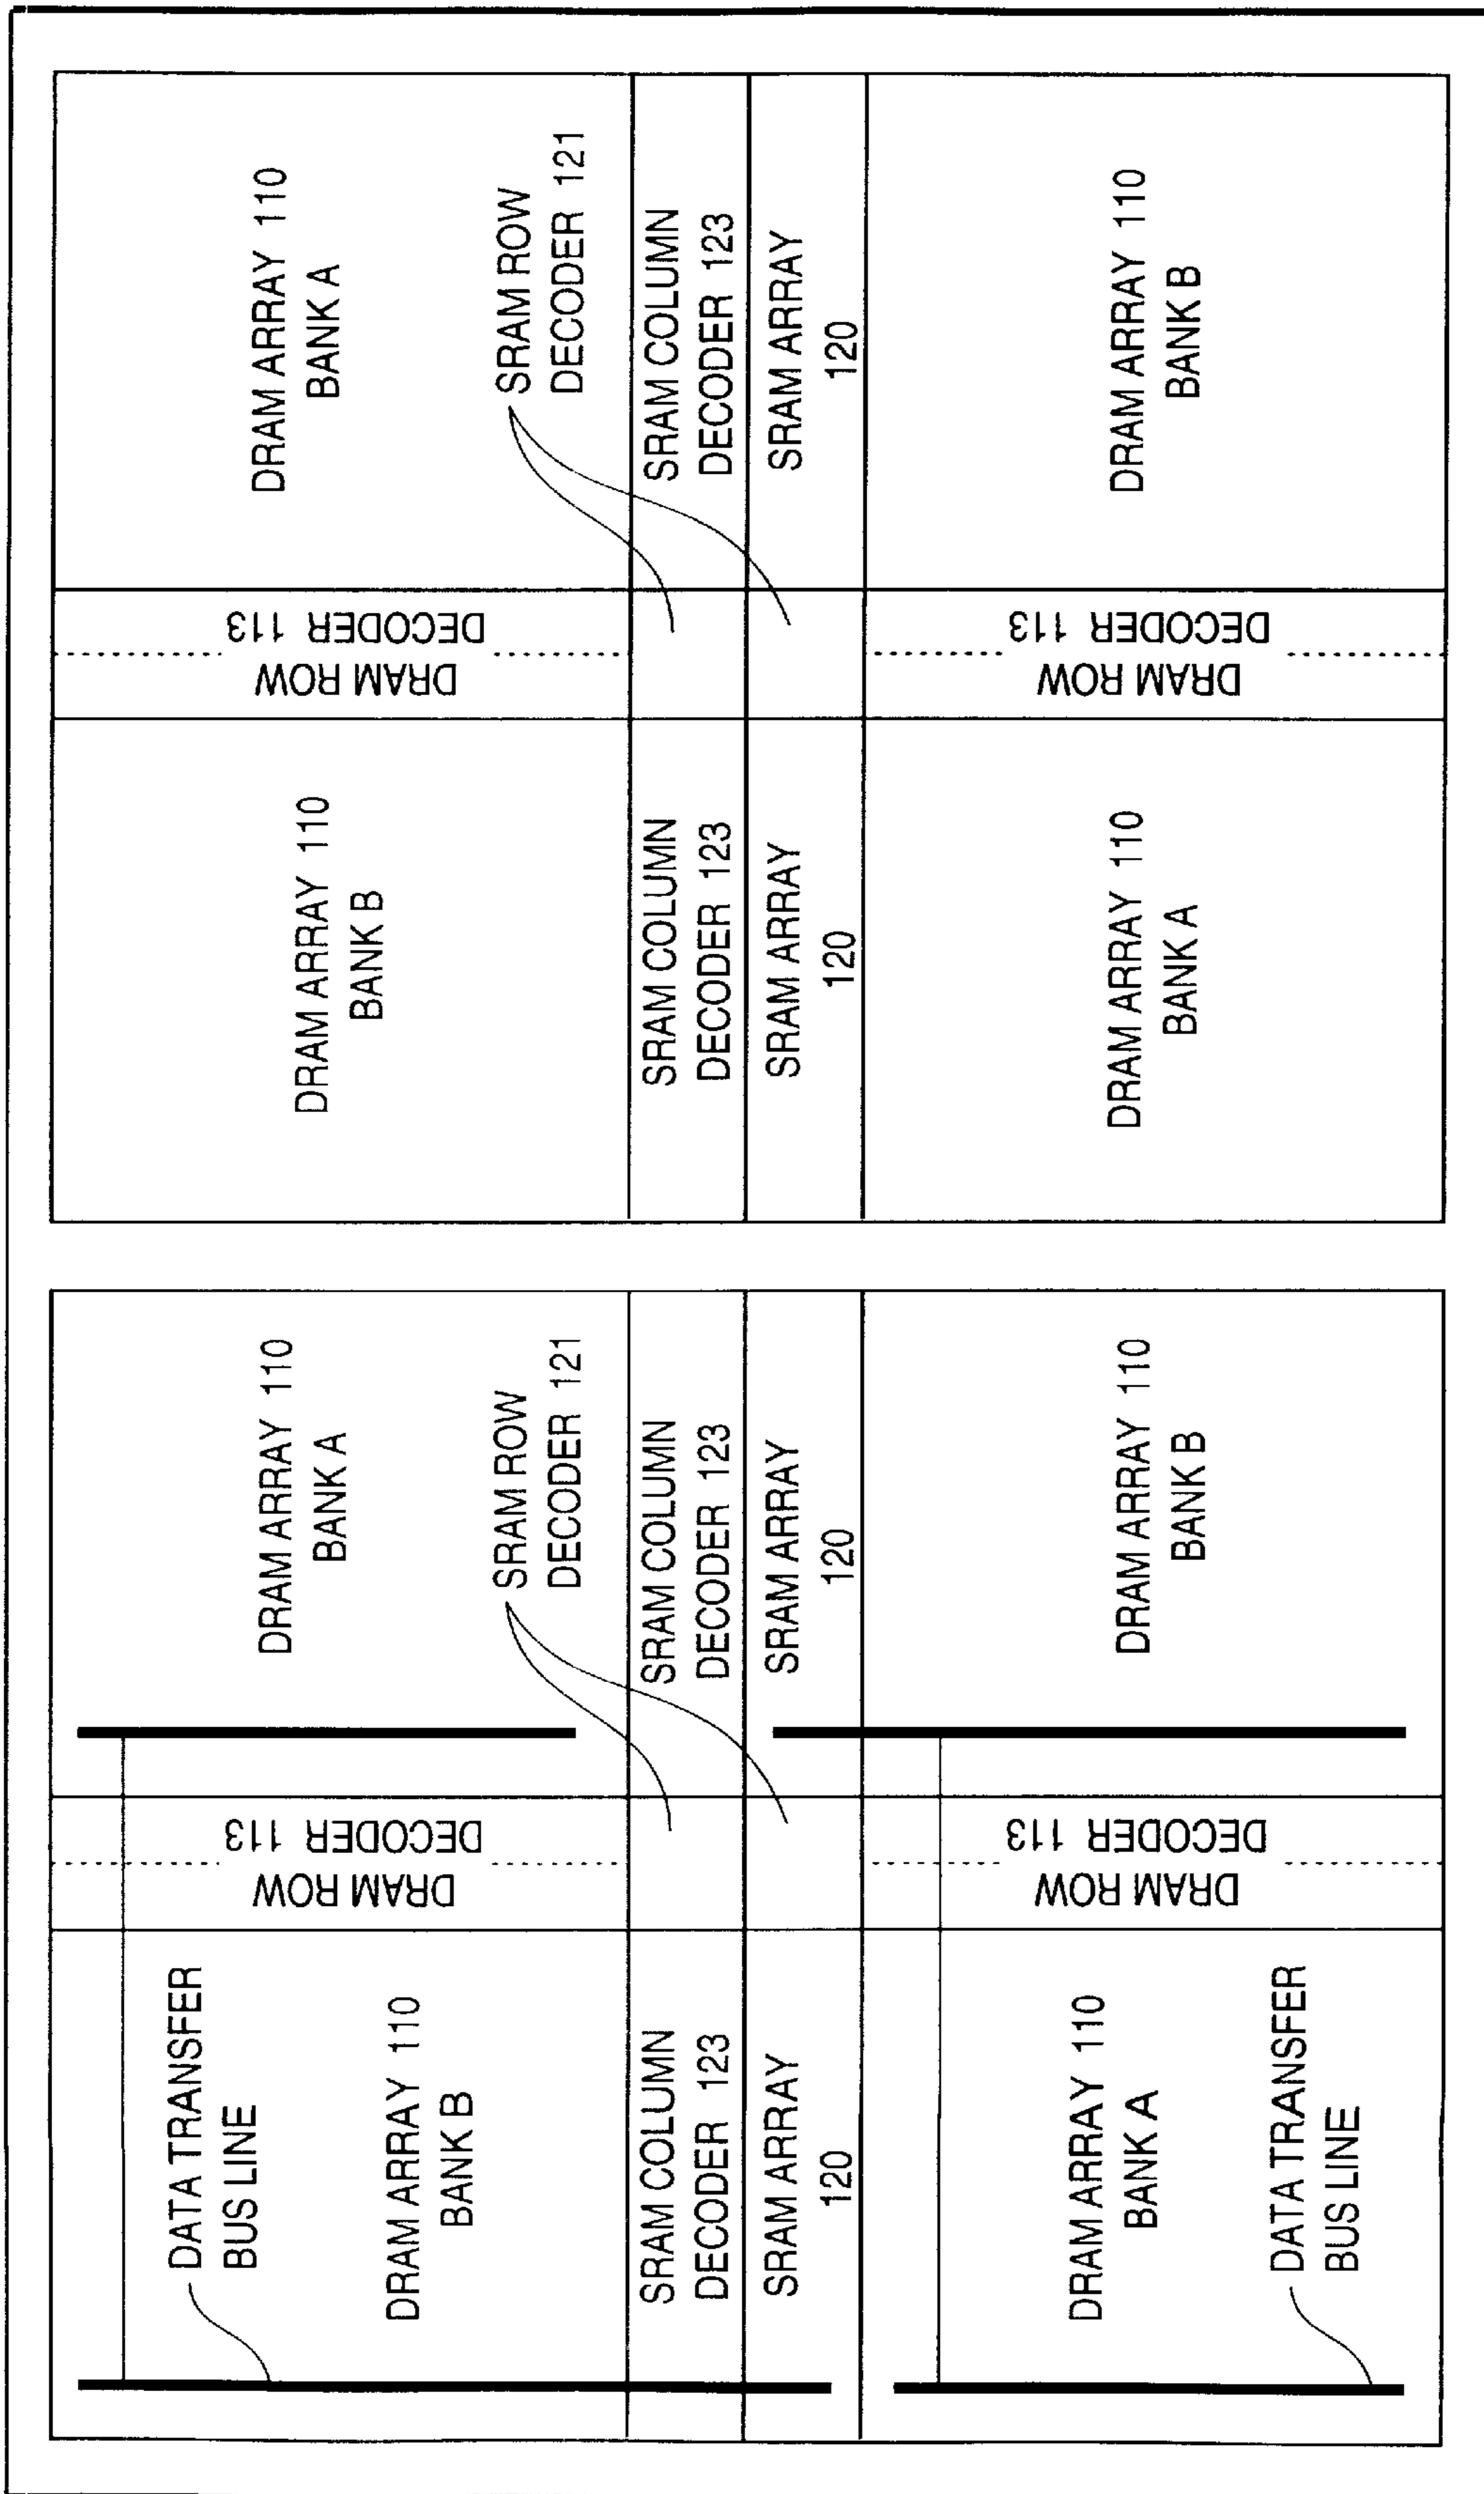 DATA TRANSFER
BUS LINE
DRAM ARRAY 110
BANK B
DRAM ROW
DECODER 113
DRAM ARRAY 110
BANK A
SRAM ROW
DECODER 121
SRAM COLUMN
DECODER 123
SRAM COLUMN
DECODER 123
SRAM ARRAY
120
SRAM ARRAY
120
DRAM ARRAY 110
BANK A
DATA TRANSFER
BUS LINE
DRAM ROW
DECODER 113
DRAM ARRAY 110
BANK B
DRAM ARRAY 110
BANK B
DRAM ROW
DECODER 113
DRAM ARRAY 110
BANK A
SRAM ROW
DECODER 121
SRAM COLUMN
DECODER 123
SRAM COLUMN
DECODER 123
SRAM ARRAY
120
SRAM ARRAY
120
DRAM ARRAY 110
BANK A
DRAM ROW
DECODER 113
DRAM ARRAY 110
BANK B